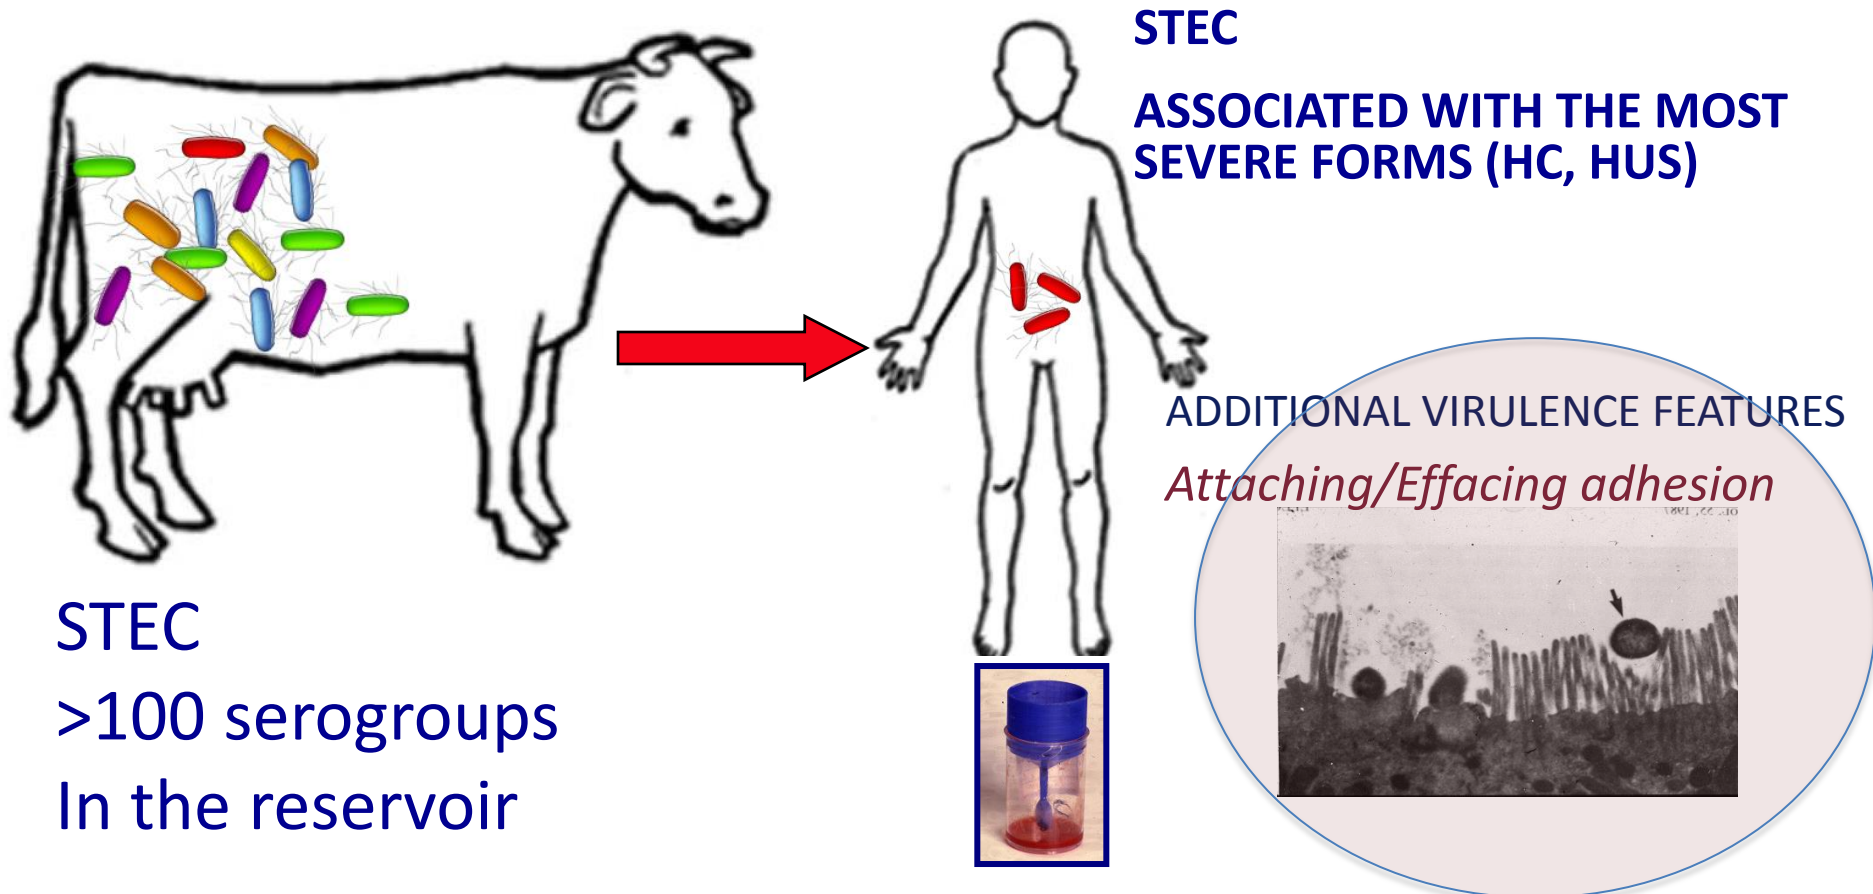 STEC
ASSOCIATED WITH THE MOST
SEVERE FORMS (HC, HUS)
ADDITIONAL VIRULENCE FEATURES
Attaching/Effacing adhesion
STEC
>100 serogroups
In the reservoir